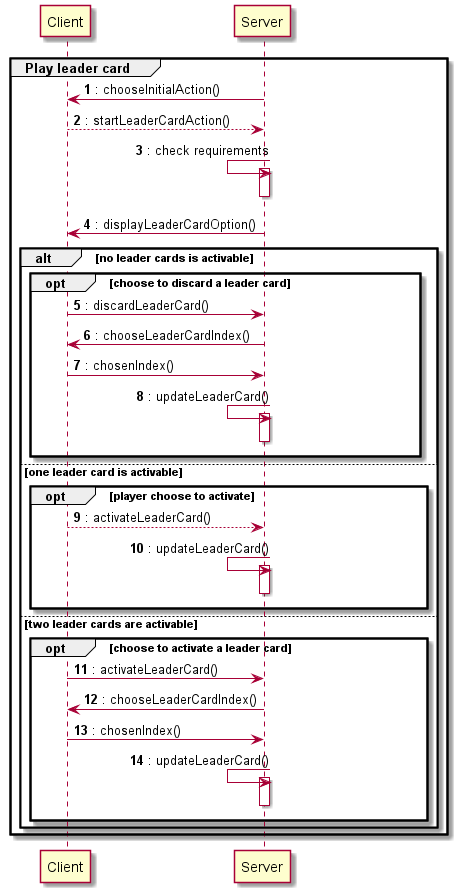 Client Server
Play leader card
1 : chooseInitialAction()
2 : startLeaderCardAction()
3 : check requirements
4 : displayLeaderCardOption()
alt [no leader cards is activable]
opt [choose to discard a leader card]
5 : discardLeaderCard()
6 : chooseLeaderCardIndex()
7 : chosenIndex()
8 : updateLeaderCard()
[one leader card is activable]
opt [player choose to activate]
9 : activateLeaderCard()
10 : updateLeaderCard()
[two leader cards are activable]
opt [choose to activate a leader card]
11 : activateLeaderCard()
12 : chooseLeaderCardIndex()
13 : chosenIndex()
14 : updateLeaderCard()
Client Server